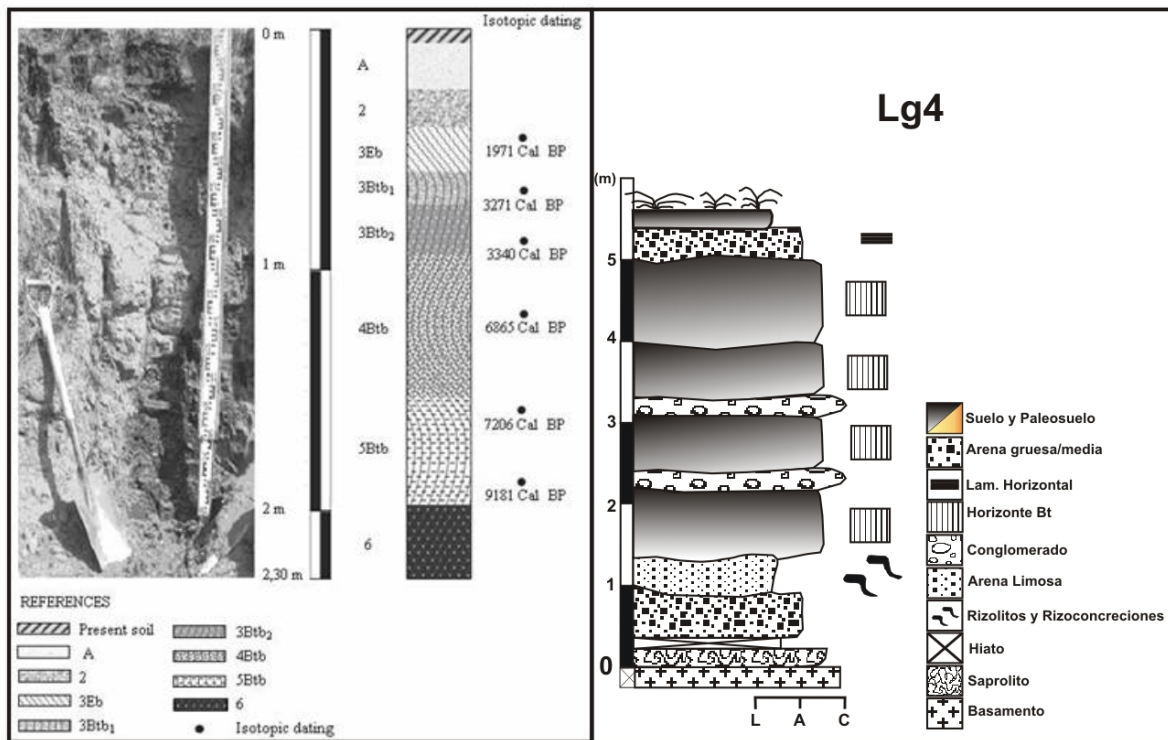 Isotopic dating
0 m
A
2
3Eb
1971 Cal BP
3Btb1
3271 Cal BP
3Btb2
3340 Cal BP
1 m
4Btb
6865 Cal BP
7206 Cal BP
5Btb
9181 Cal BP
2 m
6
2,30 m
REFERENCES
Present soil
A
2
3Eb
3Btb1
3Btb2
4Btb
5Btb
6
Isotopic dating
Lg4
(m)
5
4
3
2
1
0
L A C
Suelo y Paleosuelo
Arena gruesa/media
Lam. Horizontal
Horizonte Bt
Conglomerado
Arena Limosa
Rizolitos y Rizoconcreciones
Hiato
Saprolito
Basamento